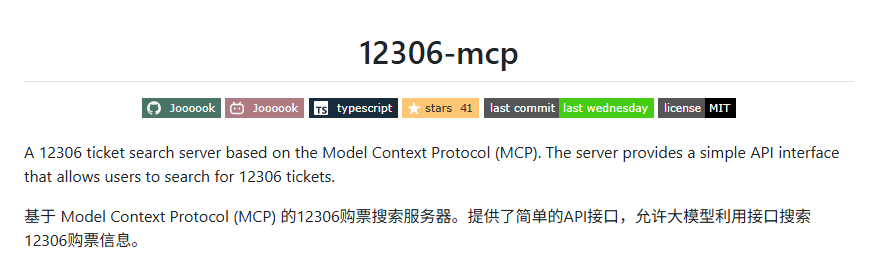 12306-mcp
Joooook Joooook TS typescript stars 41 last commit last wednesday license MIT
A 12306 ticket search server based on the Model Context Protocol (MCP). The server provides a simple API interface
that allows users to search for 12306 tickets.
基于 Model Context Protocol (MCP) 的12306购票搜索服务器。提供了简单的API接口，允许大模型利用接口搜索
12306购票信息。